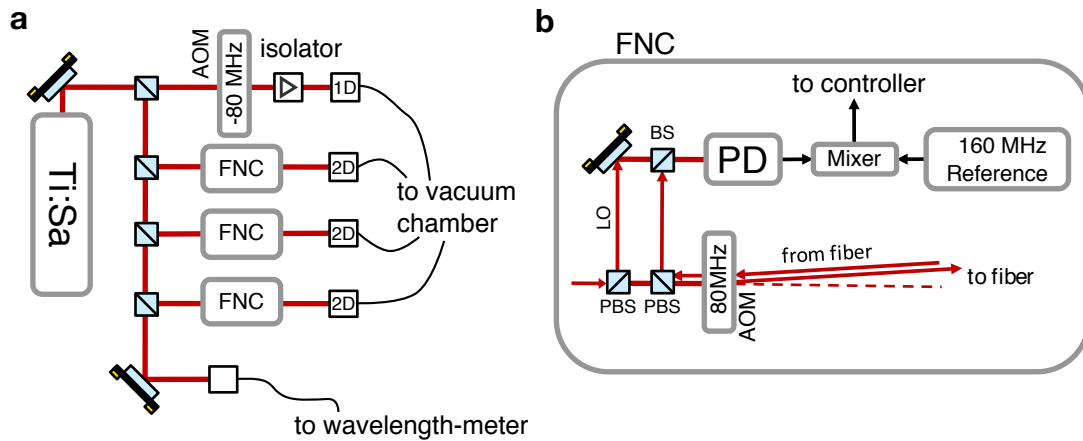 a
AOM
-80 MHz
isolator
1D
Ti:Sa
FNC
2D
FNC
2D
FNC
2D
to vacuum
chamber
to wavelength-meter
b
FNC
to controller
BS
PD
Mixer
160 MHz
Reference
LO
PBS
PBS
80MHz
AOM
from fiber
to fiber